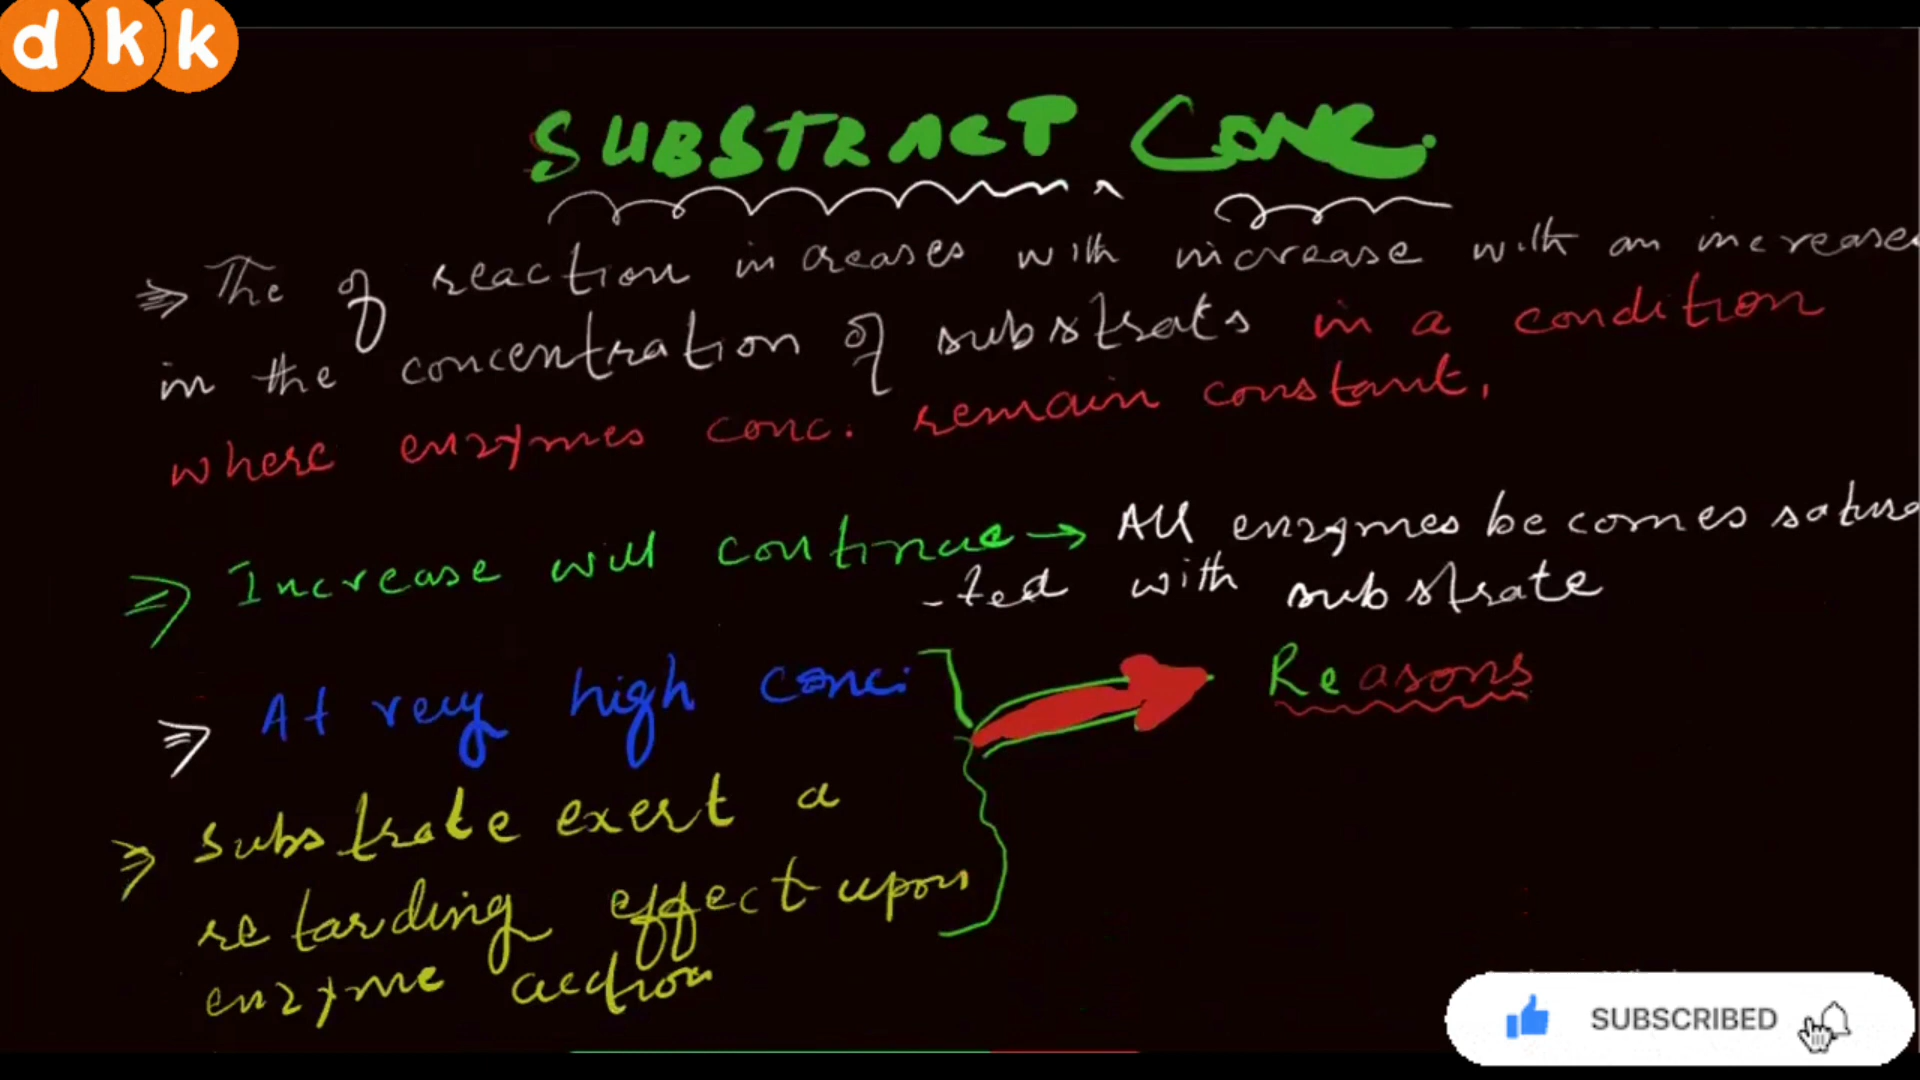 dkk
SUBSTRACT CONC.
⇒ The of reaction increases with increase with an increase
in the concentration of substrats in a condition
where enzymes conc. remain constant,
⇒ Increase will continue → All enzymes becomes satura
-ted with substrate
⇒ At very high conc. Reasons
⇒ Substrate exert a
retarding effect upon
enzyme action
SUBSCRIBED